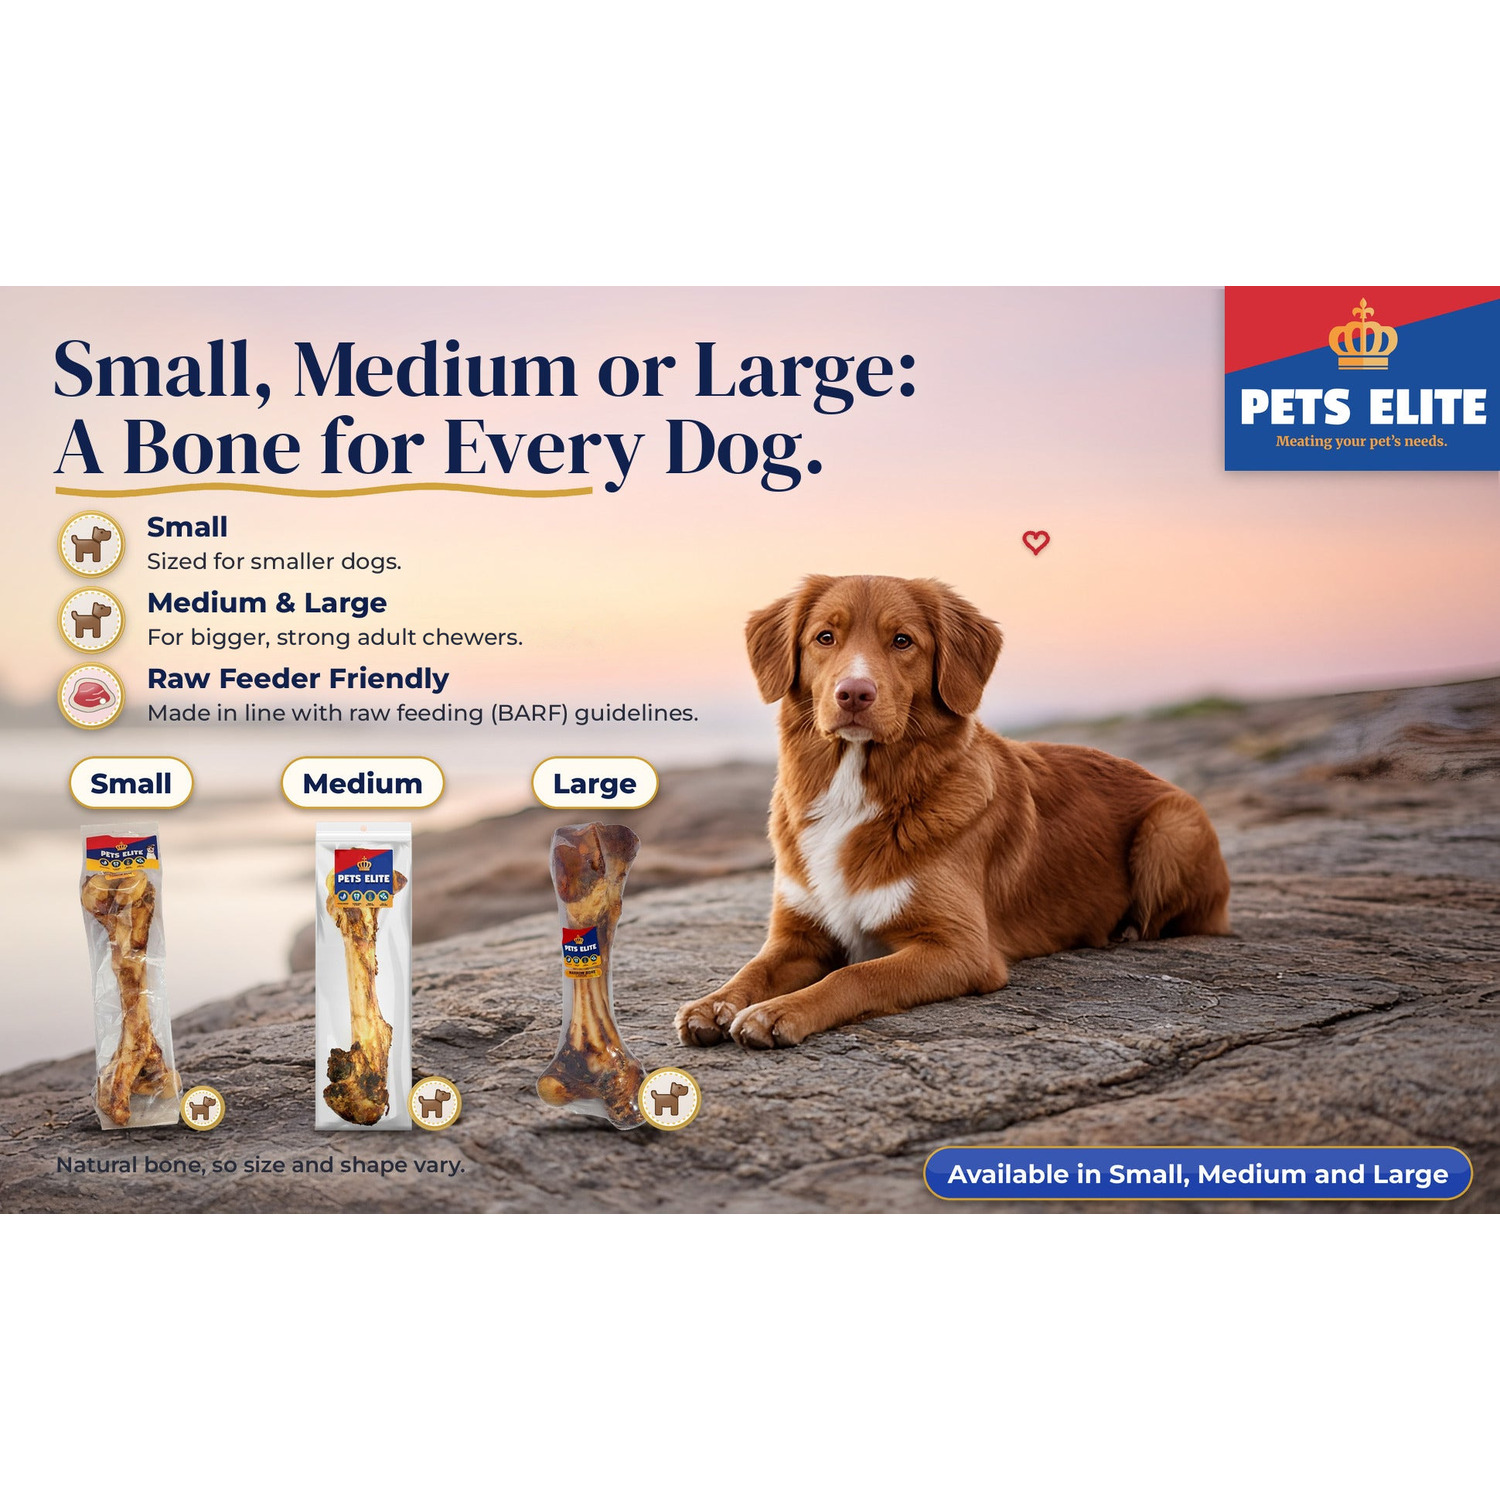 Small, Medium or Large:
A Bone for Every Dog.
PETS ELITE
Meating your pet's needs.
Small
Sized for smaller dogs.
Medium & Large
For bigger, strong adult chewers.
Raw Feeder Friendly
Made in line with raw feeding (BARF) guidelines.
Small
Medium
Large
PETS ELITE
PETS ELITE
PETS ELITE
MARROW BONE
Natural bone, so size and shape vary.
Available in Small, Medium and Large